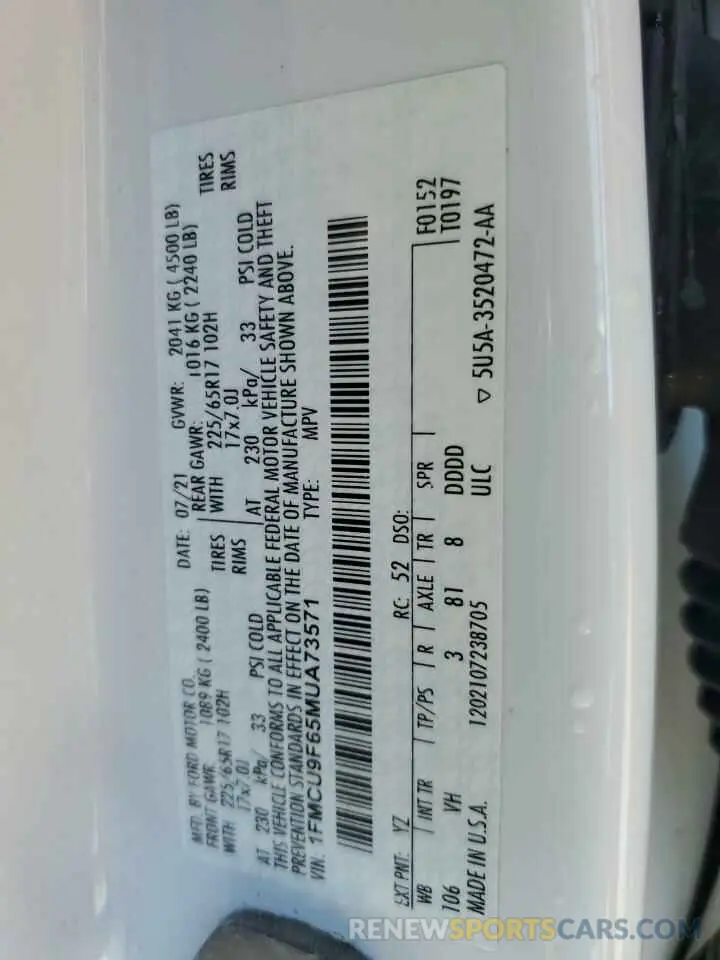 MFD. BY FORD MOTOR CO. DATE: 07/21 GVWR: 2041 KG ( 4500 LB)
FRONT GAWR: 1089 KG ( 2400 LB) REAR GAWR: 1016 KG ( 2240 LB)
WITH 225/65R17 102H TIRES WITH 225/65R17 102H TIRES
17x7.0J RIMS 17x7.0J RIMS
AT 230 kPa/ 33 PSI COLD AT 230 kPa/ 33 PSI COLD
THIS VEHICLE CONFORMS TO ALL APPLICABLE FEDERAL MOTOR VEHICLE SAFETY AND THEFT
PREVENTION STANDARDS IN EFFECT ON THE DATE OF MANUFACTURE SHOWN ABOVE.
VIN: 1FMCU9F65MUA73571 TYPE: MPV
EXT PNT: YZ RC: 52 DSO: F0152
WB INT TR TP/PS R AXLE TR SPR T0197
106 VH 3 81 8 DDDD
MADE IN U.S.A. 1202107238705 ULC ▽ 5U5A-3520472-AA
RENEWSPORTSCARS.COM